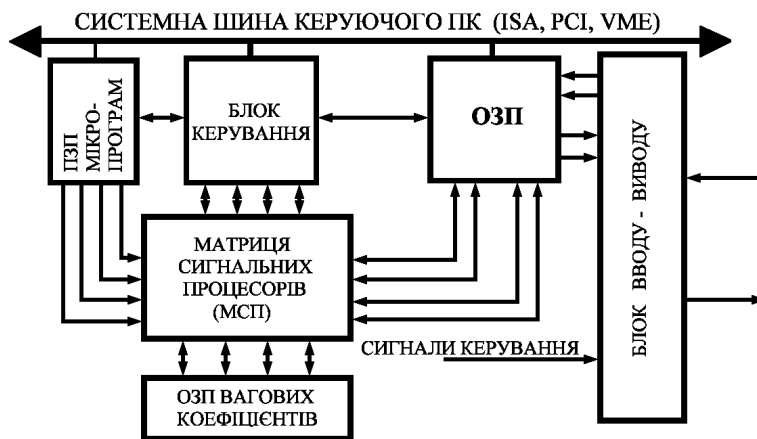 СИСТЕМНА ШИНА КЕРУЮЧОГО ПК (ISA, PCI, VME)
ПЗП
МІКРО-
ПРОГРАМ
БЛОК
КЕРУВАННЯ
ОЗП
БЛОК ВВОДУ - ВИВОДУ
МАТРИЦЯ
СИГНАЛЬНИХ
ПРОЦЕСОРІВ
(МСП)
СИГНАЛИ КЕРУВАННЯ
ОЗП ВАГОВИХ
КОЕФІЦІЄНТІВ